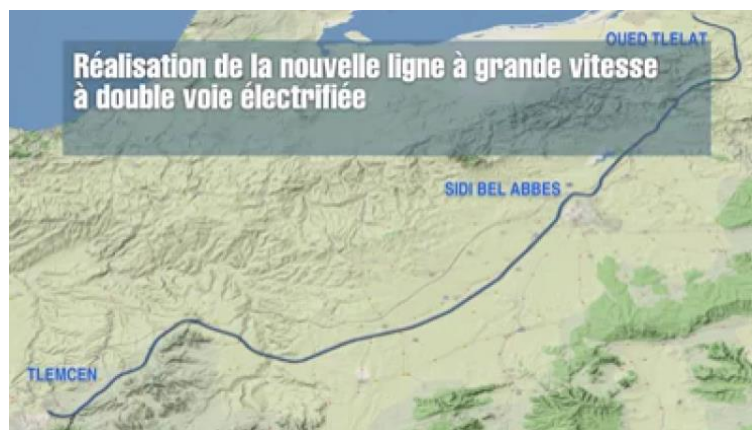 OUED TLELAT
Réalisation de la nouvelle ligne à grande vitesse
à double voie électrifiée
SIDI BEL ABBES
TLEMCEN